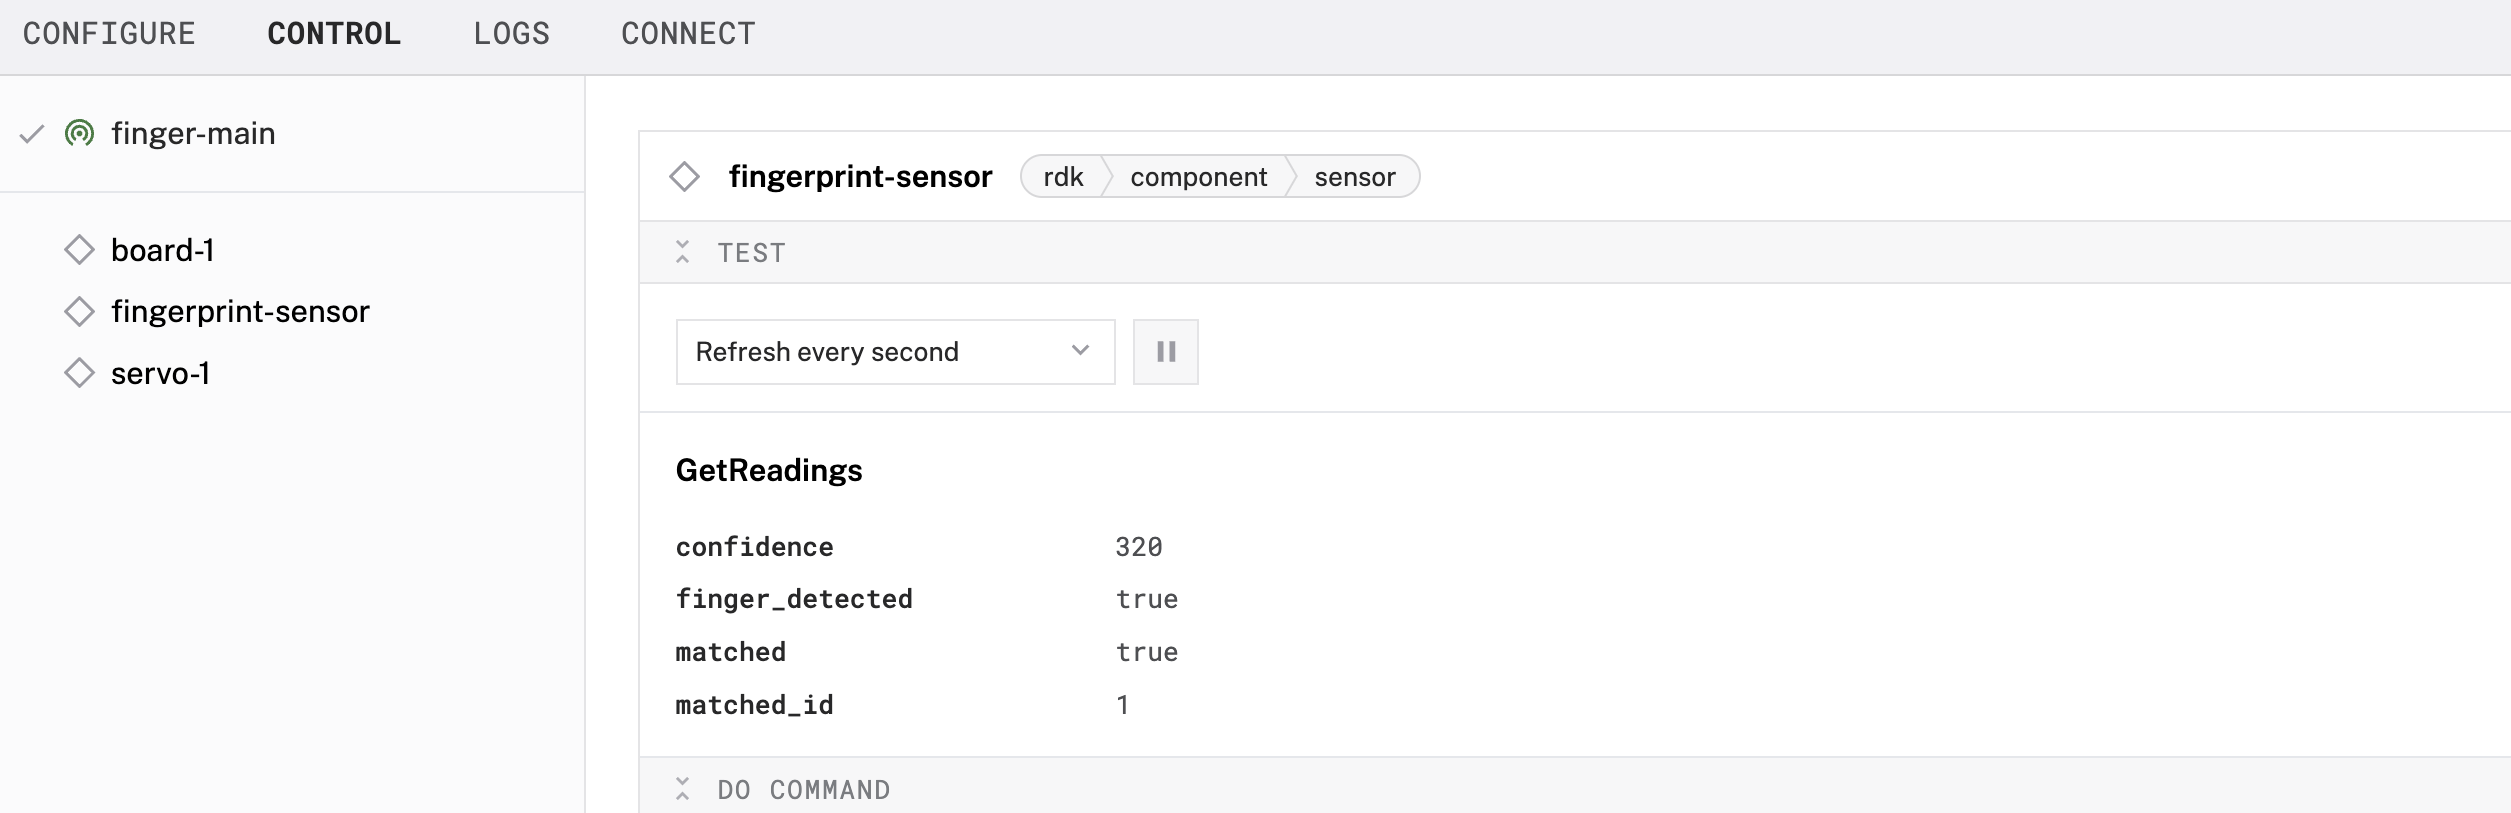 CONFIGURE CONTROL LOGS CONNECT
finger-main
board-1
fingerprint-sensor
servo-1
fingerprint-sensor rdk component sensor
TEST
Refresh every second
GetReadings
confidence 320
finger_detected true
matched true
matched_id 1
DO COMMAND